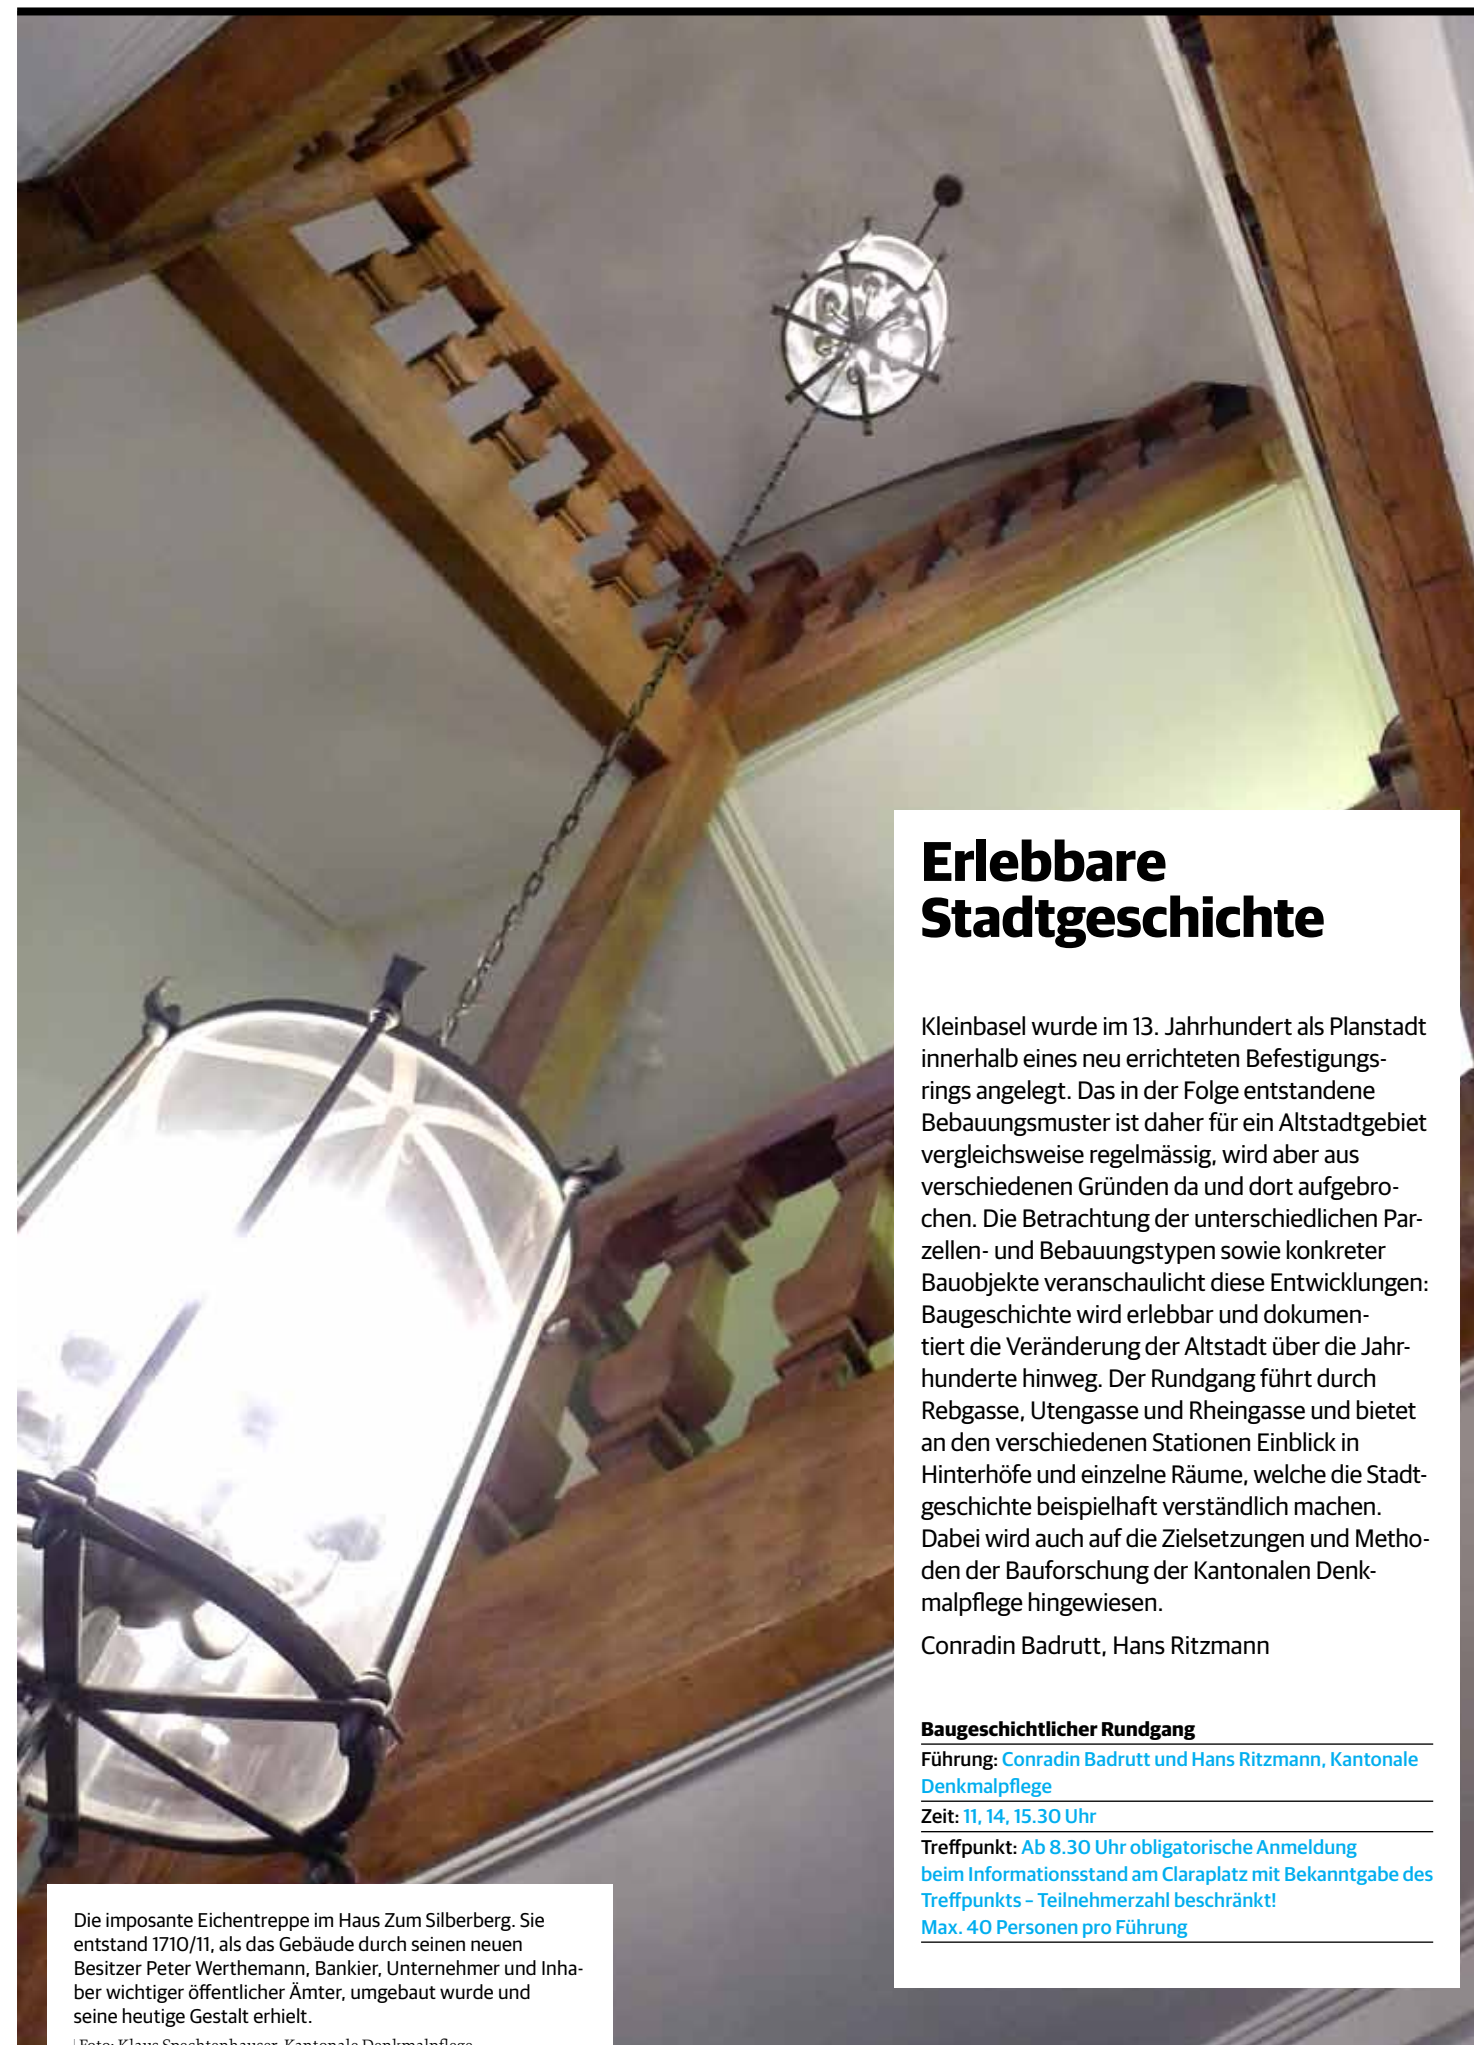 Erlebbare
Stadtgeschichte
Kleinbasel wurde im 13. Jahrhundert als Planstadt
innerhalb eines neu errichteten Befestigungs-
rings angelegt. Das in der Folge entstandene
Bebauungsmuster ist daher für ein Altstadtgebiet
vergleichsweise regelmässig, wird aber aus
verschiedenen Gründen da und dort aufgebro-
chen. Die Betrachtung der unterschiedlichen Par-
zellen- und Bebauungstypen sowie konkreter
Bauobjekte veranschaulicht diese Entwicklungen:
Baugeschichte wird erlebbar und dokumen-
tiert die Veränderung der Altstadt über die Jahr-
hunderte hinweg. Der Rundgang führt durch
Rebgasse, Utengasse und Rheingasse und bietet
an den verschiedenen Stationen Einblick in
Hinterhöfe und einzelne Räume, welche die Stadt-
geschichte beispielhaft verständlich machen.
Dabei wird auch auf die Zielsetzungen und Metho-
den der Bauforschung der Kantonalen Denk-
malpflege hingewiesen.
Conradin Badrutt, Hans Ritzmann
Baugeschichtlicher Rundgang
Führung: Conradin Badrutt und Hans Ritzmann, Kantonale
Denkmalpflege
Zeit: 11, 14, 15.30 Uhr
Treffpunkt: Ab 8.30 Uhr obligatorische Anmeldung
beim Informationsstand am Claraplatz mit Bekanntgabe des
Treffpunkts – Teilnehmerzahl beschränkt!
Max. 40 Personen pro Führung
Die imposante Eichentreppe im Haus Zum Silberberg. Sie
entstand 1710/11, als das Gebäude durch seinen neuen
Besitzer Peter Werthemann, Bankier, Unternehmer und Inha-
ber wichtiger öffentlicher Ämter, umgebaut wurde und
seine heutige Gestalt erhielt.
| Foto: Klaus Spechtenhauser, Kantonale Denkmalpflege